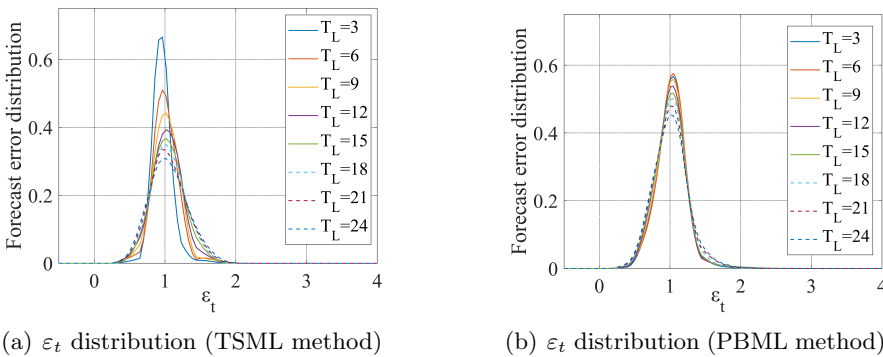 Forecast error distribution
0.6
0.4
0.2
0
0
1
2
3
4
ε_t
T_L=3
T_L=6
T_L=9
T_L=12
T_L=15
T_L=18
T_L=21
T_L=24
(a) ε_t distribution (TSML method)
Forecast error distribution
0.6
0.4
0.2
0
0
1
2
3
4
ε_t
T_L=3
T_L=6
T_L=9
T_L=12
T_L=15
T_L=18
T_L=21
T_L=24
(b) ε_t distribution (PBML method)